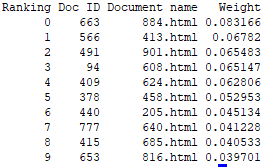 Ranking Doc ID Document name Weight
0 663 884.html 0.083166
1 566 413.html 0.06782
2 491 901.html 0.065483
3 94 608.html 0.065147
4 409 624.html 0.062806
5 378 458.html 0.052953
6 440 205.html 0.045134
7 777 640.html 0.041228
8 415 685.html 0.040533
9 653 816.html 0.039701